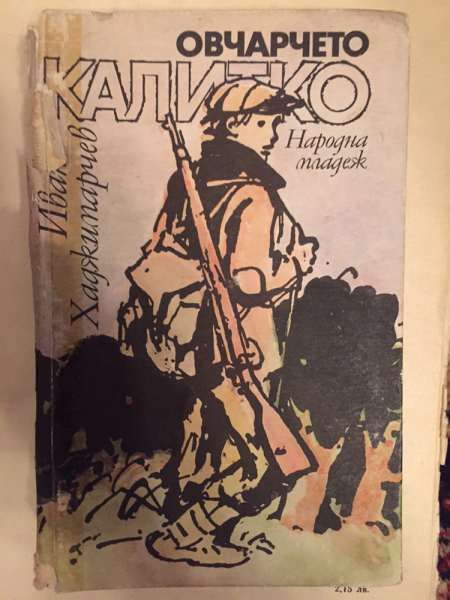 ОВЧАРЧЕТО
КАЛИТКО
Иван
Хаджимарчев
Народна
младеж
2,15 лв.